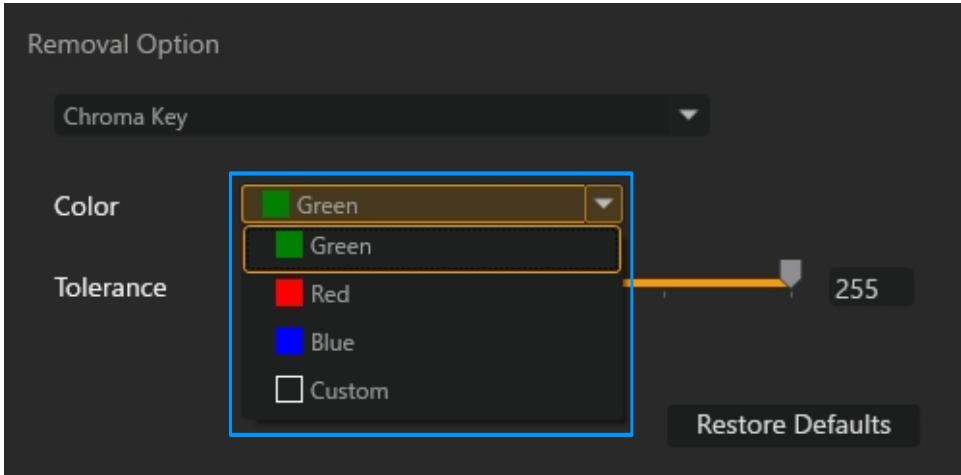 Removal Option
Chroma Key
Color
Green
Green
Tolerance
255
Red
Blue
Custom
Restore Defaults